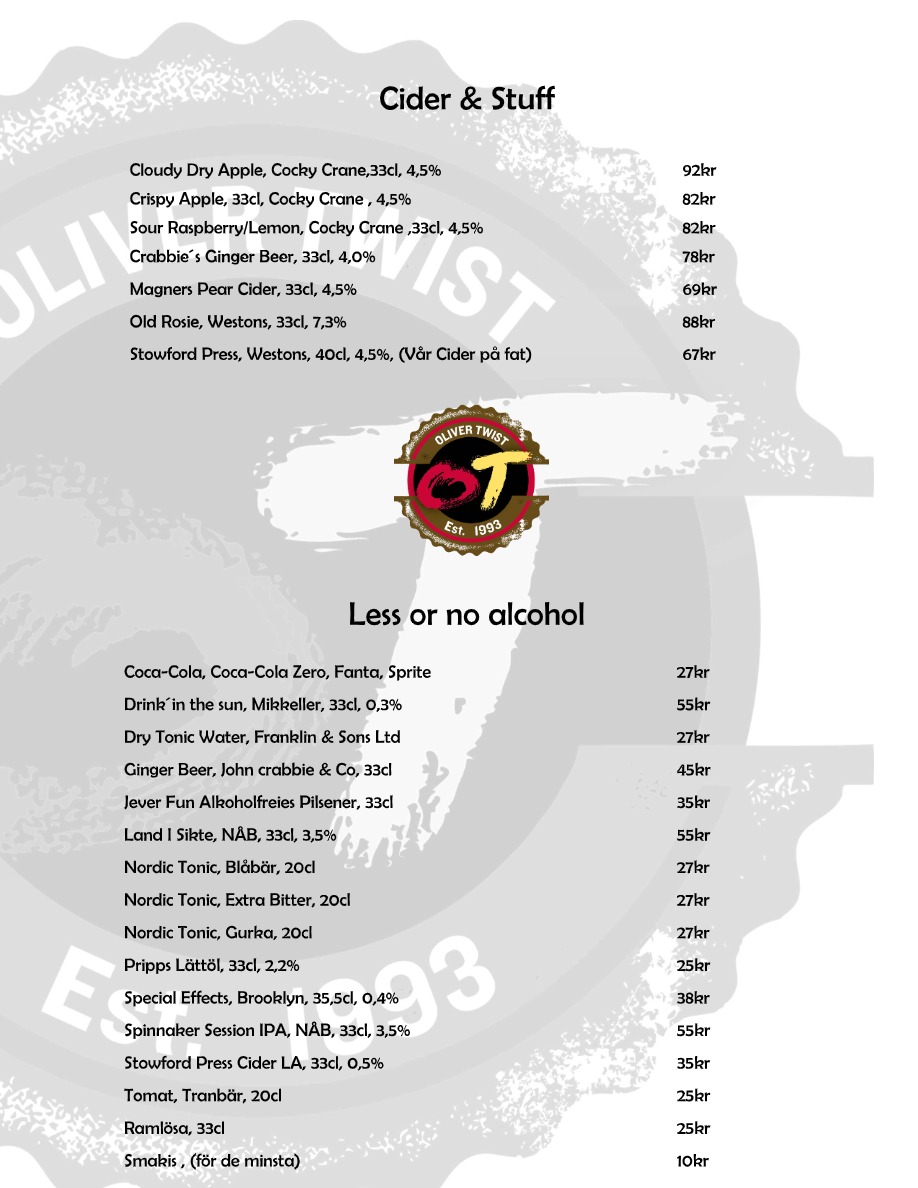 Cider & Stuff
Cloudy Dry Apple, Cocky Crane,33cl, 4,5% 92kr
Crispy Apple, 33cl, Cocky Crane , 4,5% 82kr
Sour Raspberry/Lemon, Cocky Crane ,33cl, 4,5% 82kr
Crabbie´s Ginger Beer, 33cl, 4,0% 78kr
Magners Pear Cider, 33cl, 4,5% 69kr
Old Rosie, Westons, 33cl, 7,3% 88kr
Stowford Press, Westons, 40cl, 4,5%, (Vår Cider på fat) 67kr
OLIVER TWIST
OT
Est. 1993
Less or no alcohol
Coca-Cola, Coca-Cola Zero, Fanta, Sprite 27kr
Drink´in the sun, Mikkeller, 33cl, 0,3% 55kr
Dry Tonic Water, Franklin & Sons Ltd 27kr
Ginger Beer, John crabbie & Co, 33cl 45kr
Jever Fun Alkoholfreies Pilsener, 33cl 35kr
Land I Sikte, NÅB, 33cl, 3,5% 55kr
Nordic Tonic, Blåbär, 20cl 27kr
Nordic Tonic, Extra Bitter, 20cl 27kr
Nordic Tonic, Gurka, 20cl 27kr
Pripps Lättöl, 33cl, 2,2% 25kr
Special Effects, Brooklyn, 35,5cl, 0,4% 38kr
Spinnaker Session IPA, NÅB, 33cl, 3,5% 55kr
Stowford Press Cider LA, 33cl, 0,5% 35kr
Tomat, Tranbär, 20cl 25kr
Ramlösa, 33cl 25kr
Smakis , (för de minsta) 10kr
OLIVER TWIST
Est. 1993